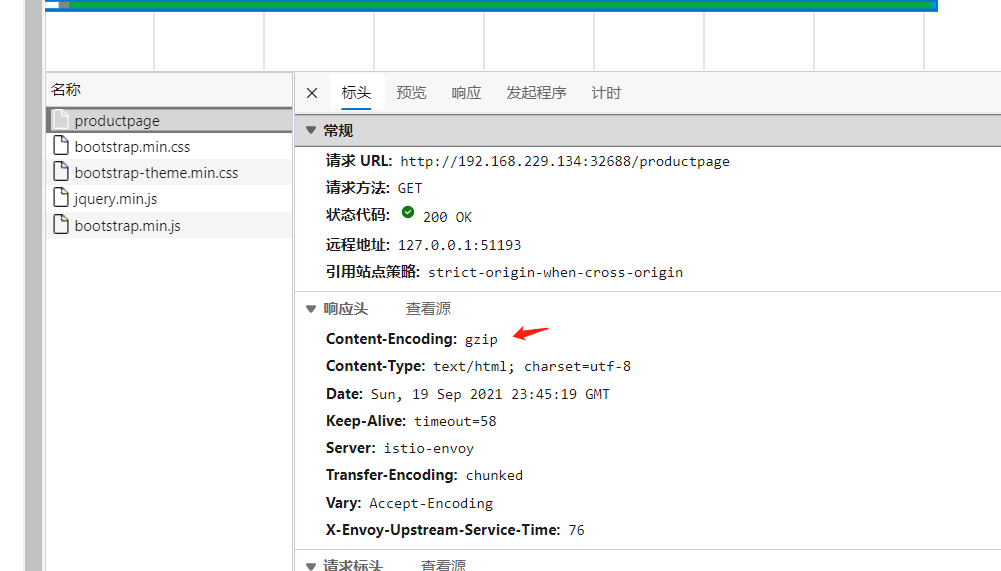 名称
productpage
bootstrap.min.css
bootstrap-theme.min.css
jquery.min.js
bootstrap.min.js
标头 预览 响应 发起程序 计时
常规
请求 URL: http://192.168.229.134:32688/productpage
请求方法: GET
状态代码: 200 OK
远程地址: 127.0.0.1:51193
引用站点策略: strict-origin-when-cross-origin
响应头 查看源
Content-Encoding: gzip
Content-Type: text/html; charset=utf-8
Date: Sun, 19 Sep 2021 23:45:19 GMT
Keep-Alive: timeout=58
Server: istio-envoy
Transfer-Encoding: chunked
Vary: Accept-Encoding
X-Envoy-Upstream-Service-Time: 76
请求标头 查看源